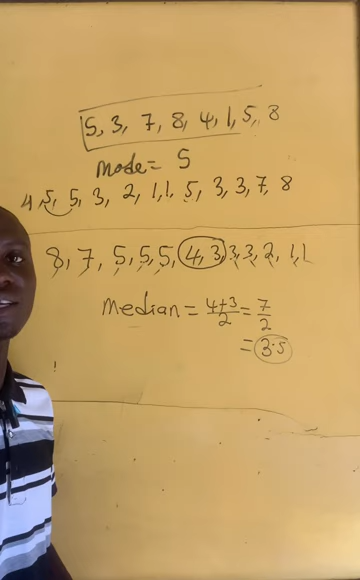 5, 3, 7, 8, 4, 1, 5, 8
mode = 5
4, 5, 5, 3, 2, 1, 1, 5, 3, 3, 7, 8
8, 7, 5, 5, 5, 4, 3, 3, 3, 2, 1, 1
Median = 4+3/2 = 7/2
= 3.5